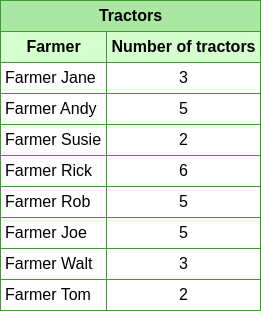 Tractors
Farmer Number of tractors
Farmer Jane 3
Farmer Andy 5
Farmer Susie 2
Farmer Rick 6
Farmer Rob 5
Farmer Joe 5
Farmer Walt 3
Farmer Tom 2